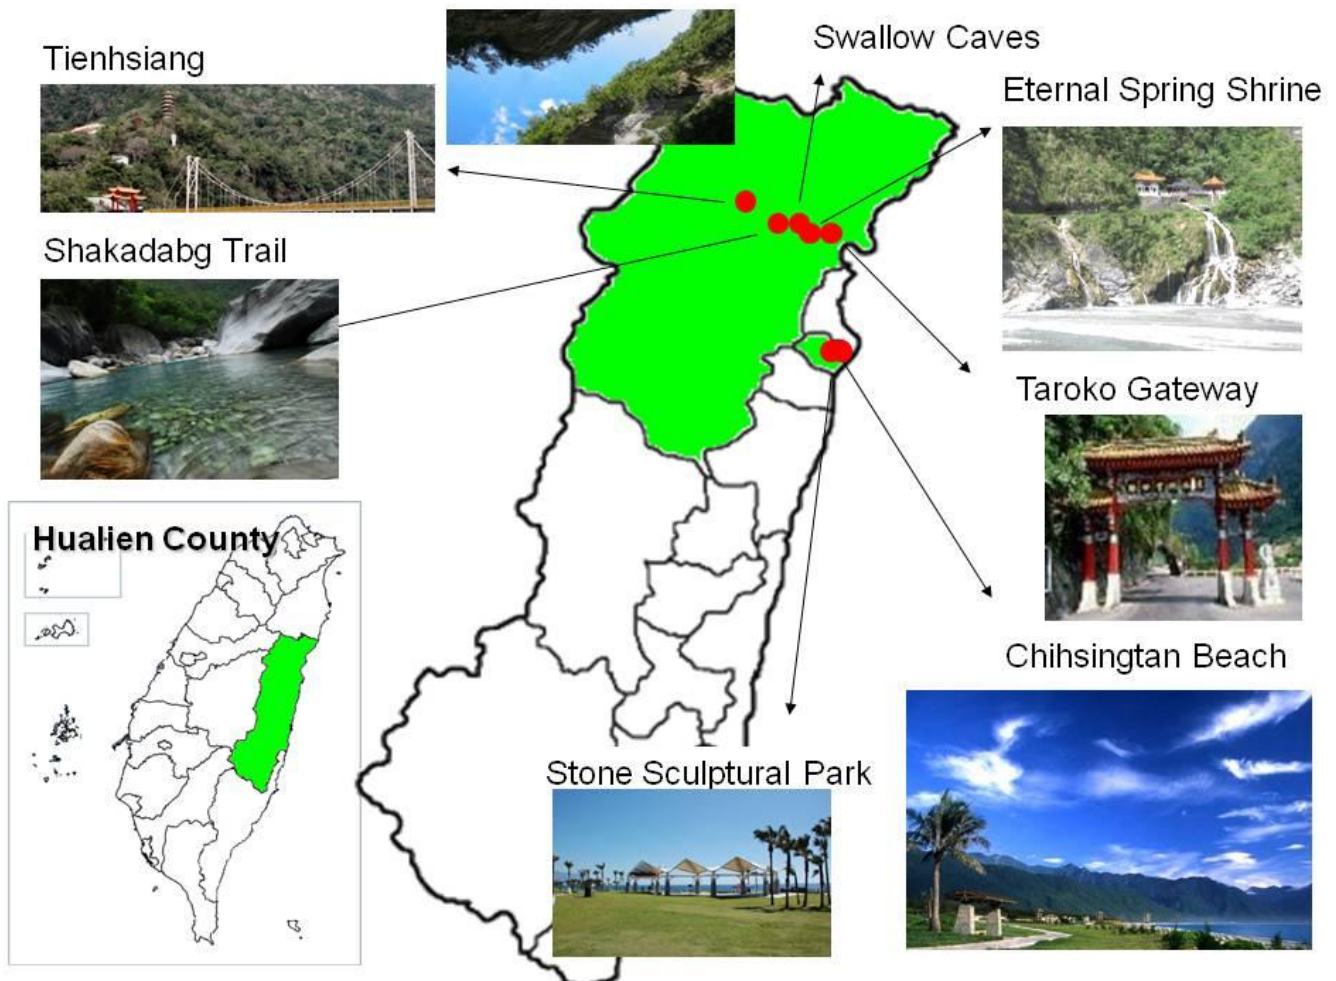 Swallow Caves
Tienhsiang
Eternal Spring Shrine
Shakadabg Trail
Taroko Gateway
Hualien County
Chihsingtan Beach
Stone Sculptural Park